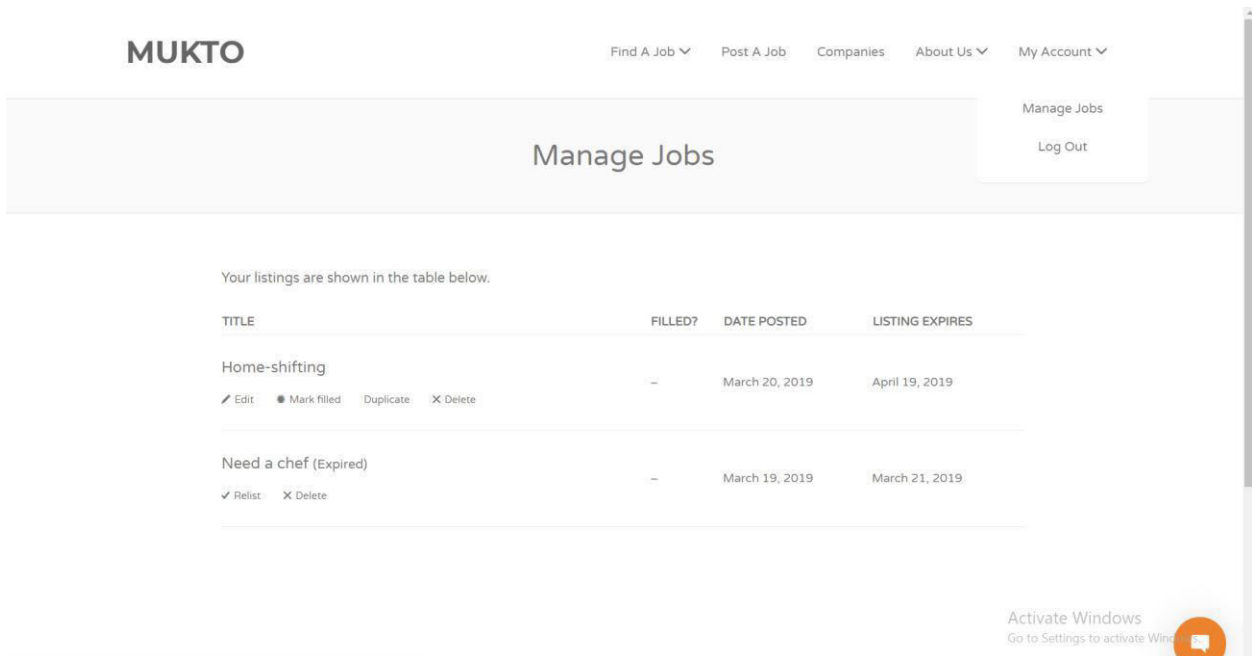 MUKTO
Find A Job Post A Job Companies About Us My Account
Manage Jobs
Log Out
Manage Jobs
Your listings are shown in the table below.
TITLE FILLED? DATE POSTED LISTING EXPIRES
Home-shifting
– March 20, 2019 April 19, 2019
Edit Mark filled Duplicate Delete
Need a chef (Expired)
– March 19, 2019 March 21, 2019
Relist Delete
Activate Windows
Go to Settings to activate